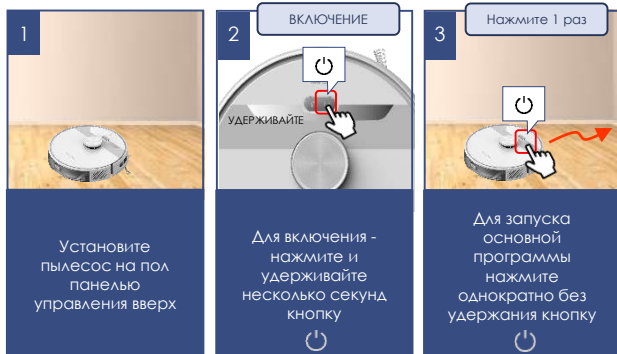 1
Установите
пылесос на пол
панелью
управления вверх
2
ВКЛЮЧЕНИЕ
УДЕРЖИВАЙТЕ
Для включения -
нажмите и
удерживайте
несколько секунд
кнопку
3
Нажмите 1 раз
Для запуска
основной
программы
нажмите
однократно без
удержания кнопку